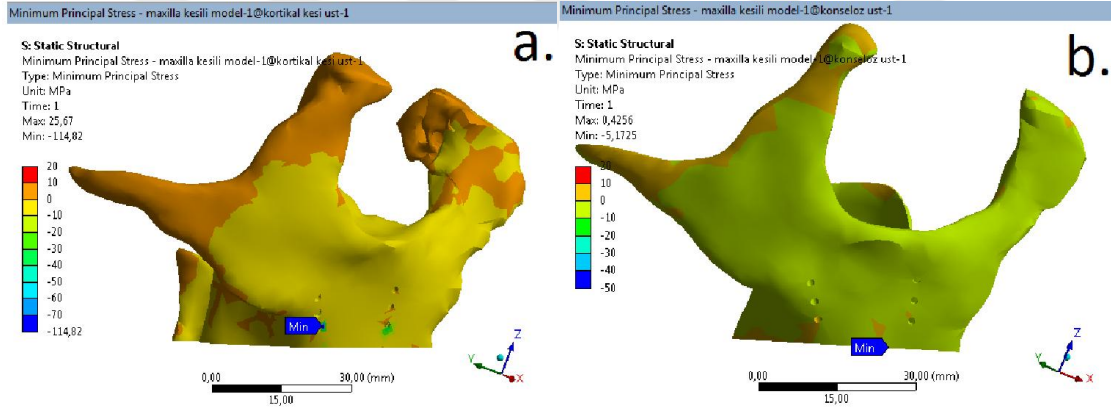 Minimum Principal Stress - maxilla kesili model-1@kortikal kesi ust-1
a.
S: Static Structural
Minimum Principal Stress - maxilla kesili model-1@kortikal kesi ust-1
Type: Minimum Principal Stress
Unit: MPa
Time: 1
Max: 25,67
Min: -114,82
20
10
0
-10
-20
-30
-40
-50
-60
-70
-114,82
Min
0,00
30,00 (mm)
15,00
Z
Y
X
Minimum Principal Stress - maxilla kesili model-1@konseloz ust-1
b.
S: Static Structural
Minimum Principal Stress - maxilla kesili model-1@konseloz ust-1
Type: Minimum Principal Stress
Unit: MPa
Time: 1
Max: 0,4256
Min: -5,1725
20
10
0
-10
-20
-30
-40
-50
Min
0,00
30,00 (mm)
15,00
Z
Y
X